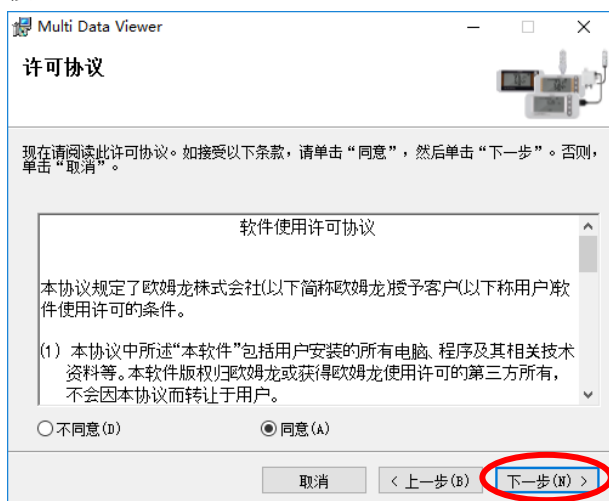 Multi Data Viewer
许可协议
现在请阅读此许可协议。如接受以下条款，请单击“同意”，然后单击“下一步”。否则，
单击“取消”。
软件使用许可协议
本协议规定了欧姆龙株式会社(以下简称欧姆龙)授予客户(以下称用户)软
件使用许可的条件。
(1) 本协议中所述“本软件”包括用户安装的所有电脑、程序及其相关技术
资料等。本软件版权归欧姆龙或获得欧姆龙使用许可的第三方所有，
不会因本协议而转让于用户。
不同意(D)
同意(A)
取消
< 上一步(B)
下一步(N) >